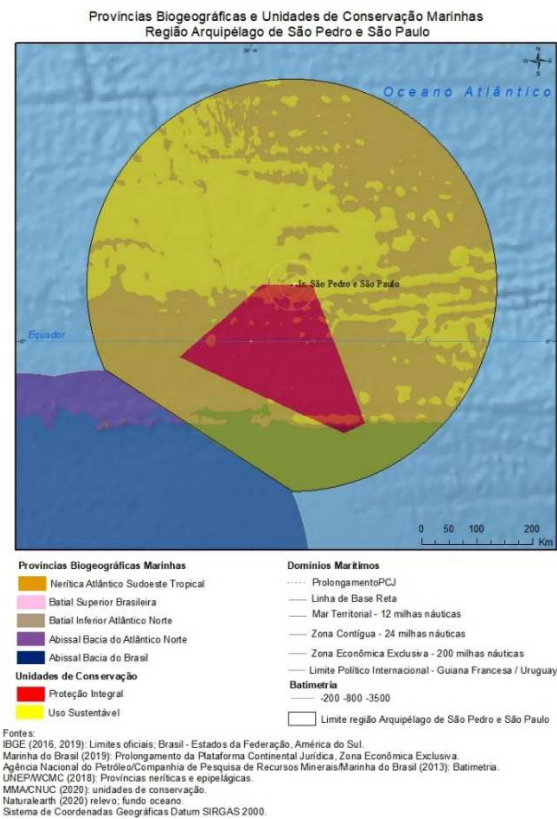 Províncias Biogeográficas e Unidades de Conservação Marinhas
Região Arquipélago de São Pedro e São Paulo
N
W
E
S
Oceano Atlântico
Is. São Pedro e São Paulo
Equador
0 50 100 200
Km
Províncias Biogeográficas Marinhas
Nerítica Atlântico Sudoeste Tropical
Batial Superior Brasileira
Batial Inferior Atlântico Norte
Abissal Bacia do Atlântico Norte
Abissal Bacia do Brasil
Unidades de Conservação
Proteção Integral
Uso Sustentável
Domínios Marítimos
ProlongamentoPCJ
Linha de Base Reta
Mar Territorial - 12 milhas náuticas
Zona Contígua - 24 milhas náuticas
Zona Econômica Exclusiva - 200 milhas náuticas
Limite Político Internacional - Guiana Francesa / Uruguay
Batimetria
-200 -800 -3500
Limite região Arquipélago de São Pedro e São Paulo
Fontes:
IBGE (2016, 2019): Limites oficiais; Brasil - Estados da Federação, América do Sul.
Marinha do Brasil (2019): Prolongamento da Plataforma Continental Jurídica, Zona Econômica Exclusiva.
Agência Nacional do Petróleo/Companhia de Pesquisa de Recursos Minerais/Marinha do Brasil (2013): Batimetria.
UNEP/WCMC (2018): Províncias neríticas e epipelágicas.
MMA/CNUC (2020): unidades de conservação.
Naturalearth (2020) relevo; fundo oceano.
Sistema de Coordenadas Geográficas Datum SIRGAS 2000.